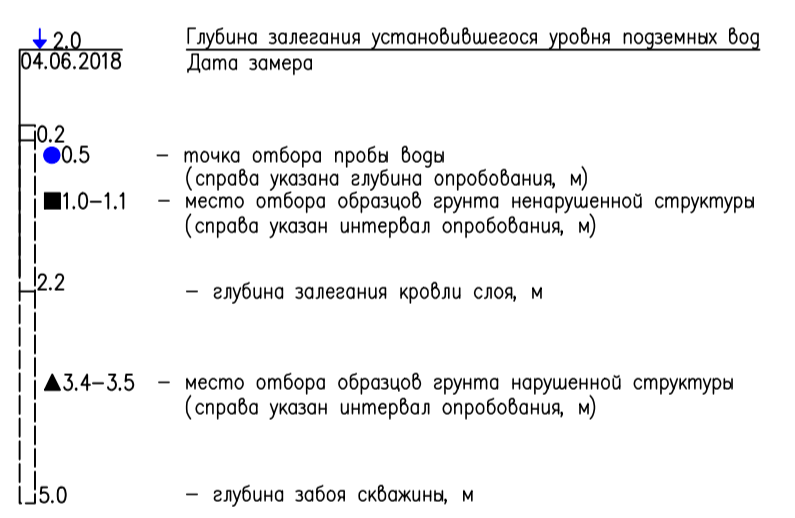 2.0 Глубина залегания установившегося уровня подземных вод
04.06.2018 Дата замера
0.2
0.5 – точка отбора пробы воды
(справа указана глубина опробования, м)
1.0–1.1 – место отбора образцов грунта ненарушенной структуры
(справа указан интервал опробования, м)
2.2 – глубина залегания кровли слоя, м
3.4–3.5 – место отбора образцов грунта нарушенной структуры
(справа указан интервал опробования, м)
5.0 – глубина забоя скважины, м